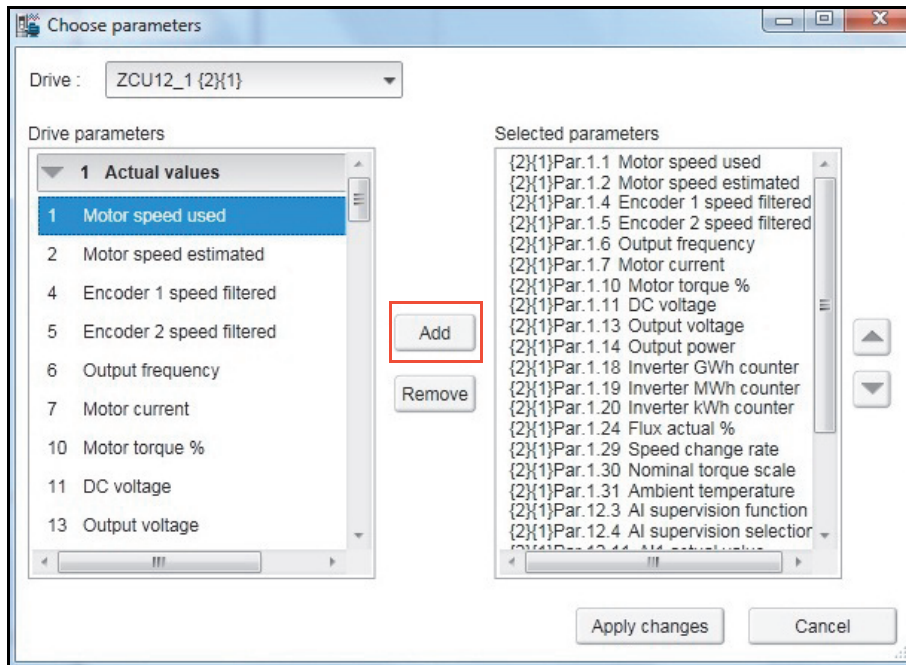 Choose parameters
Drive :
ZCU12_1 {2}{1}
Drive parameters
1 Actual values
1 Motor speed used
2 Motor speed estimated
4 Encoder 1 speed filtered
5 Encoder 2 speed filtered
6 Output frequency
7 Motor current
10 Motor torque %
11 DC voltage
13 Output voltage
Add
Remove
Selected parameters
{2}{1}Par.1.1 Motor speed used
{2}{1}Par.1.2 Motor speed estimated
{2}{1}Par.1.4 Encoder 1 speed filtered
{2}{1}Par.1.5 Encoder 2 speed filtered
{2}{1}Par.1.6 Output frequency
{2}{1}Par.1.7 Motor current
{2}{1}Par.1.10 Motor torque %
{2}{1}Par.1.11 DC voltage
{2}{1}Par.1.13 Output voltage
{2}{1}Par.1.14 Output power
{2}{1}Par.1.18 Inverter GWh counter
{2}{1}Par.1.19 Inverter MWh counter
{2}{1}Par.1.20 Inverter kWh counter
{2}{1}Par.1.24 Flux actual %
{2}{1}Par.1.29 Speed change rate
{2}{1}Par.1.30 Nominal torque scale
{2}{1}Par.1.31 Ambient temperature
{2}{1}Par.12.3 AI supervision function
{2}{1}Par.12.4 AI supervision selection
Apply changes
Cancel